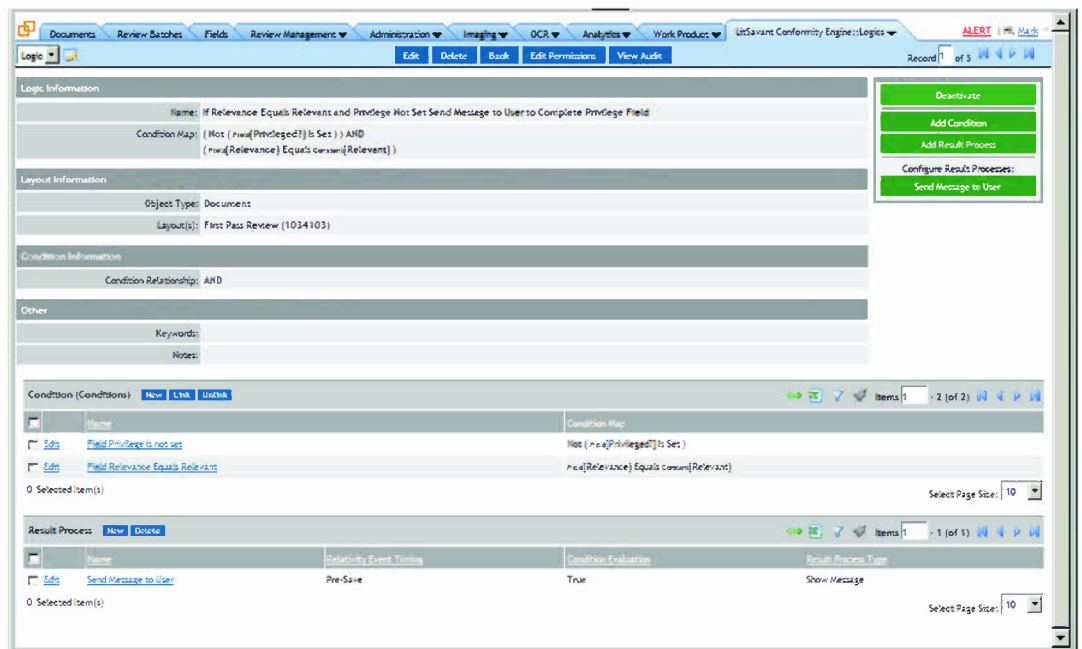 Documents Review Batches Fields Review Management Administration Imaging OCR Analytics Work Product LitSavant Conformity Engine::Logics ALERT | Hi, Mark
Logic Edit Delete Back Edit Permissions View Audit Record 1 of 5
Logic Information
Name: If Relevance Equals Relevant and Privilege Not Set Send Message to User to Complete Privilege Field
Condition Map: ( Not ( Field[Privileged?] Is Set ) ) AND
( Field[Relevance] Equals constant[Relevant] )
Deactivate
Add Condition
Add Result Process
Configure Result Processes:
Send Message to User
Layout Information
Object Type: Document
Layout(s): First Pass Review (1034103)
Condition Information
Condition Relationship: AND
Other
Keywords:
Notes:
Condition (Conditions) New Link Unlink Items 1 - 2 (of 2)
Name Condition Map
Edit Field Privilege is not set Not ( Field[Privileged?] Is Set )
Edit Field Relevance Equals Relevant Field[Relevance] Equals constant[Relevant]
0 Selected Item(s) Select Page Size: 10
Result Process New Delete Items 1 - 1 (of 1)
Name Relativity Event Timing Condition Evaluation Result Process Type
Edit Send Message to User Pre-Save True Show Message
0 Selected Item(s) Select Page Size: 10